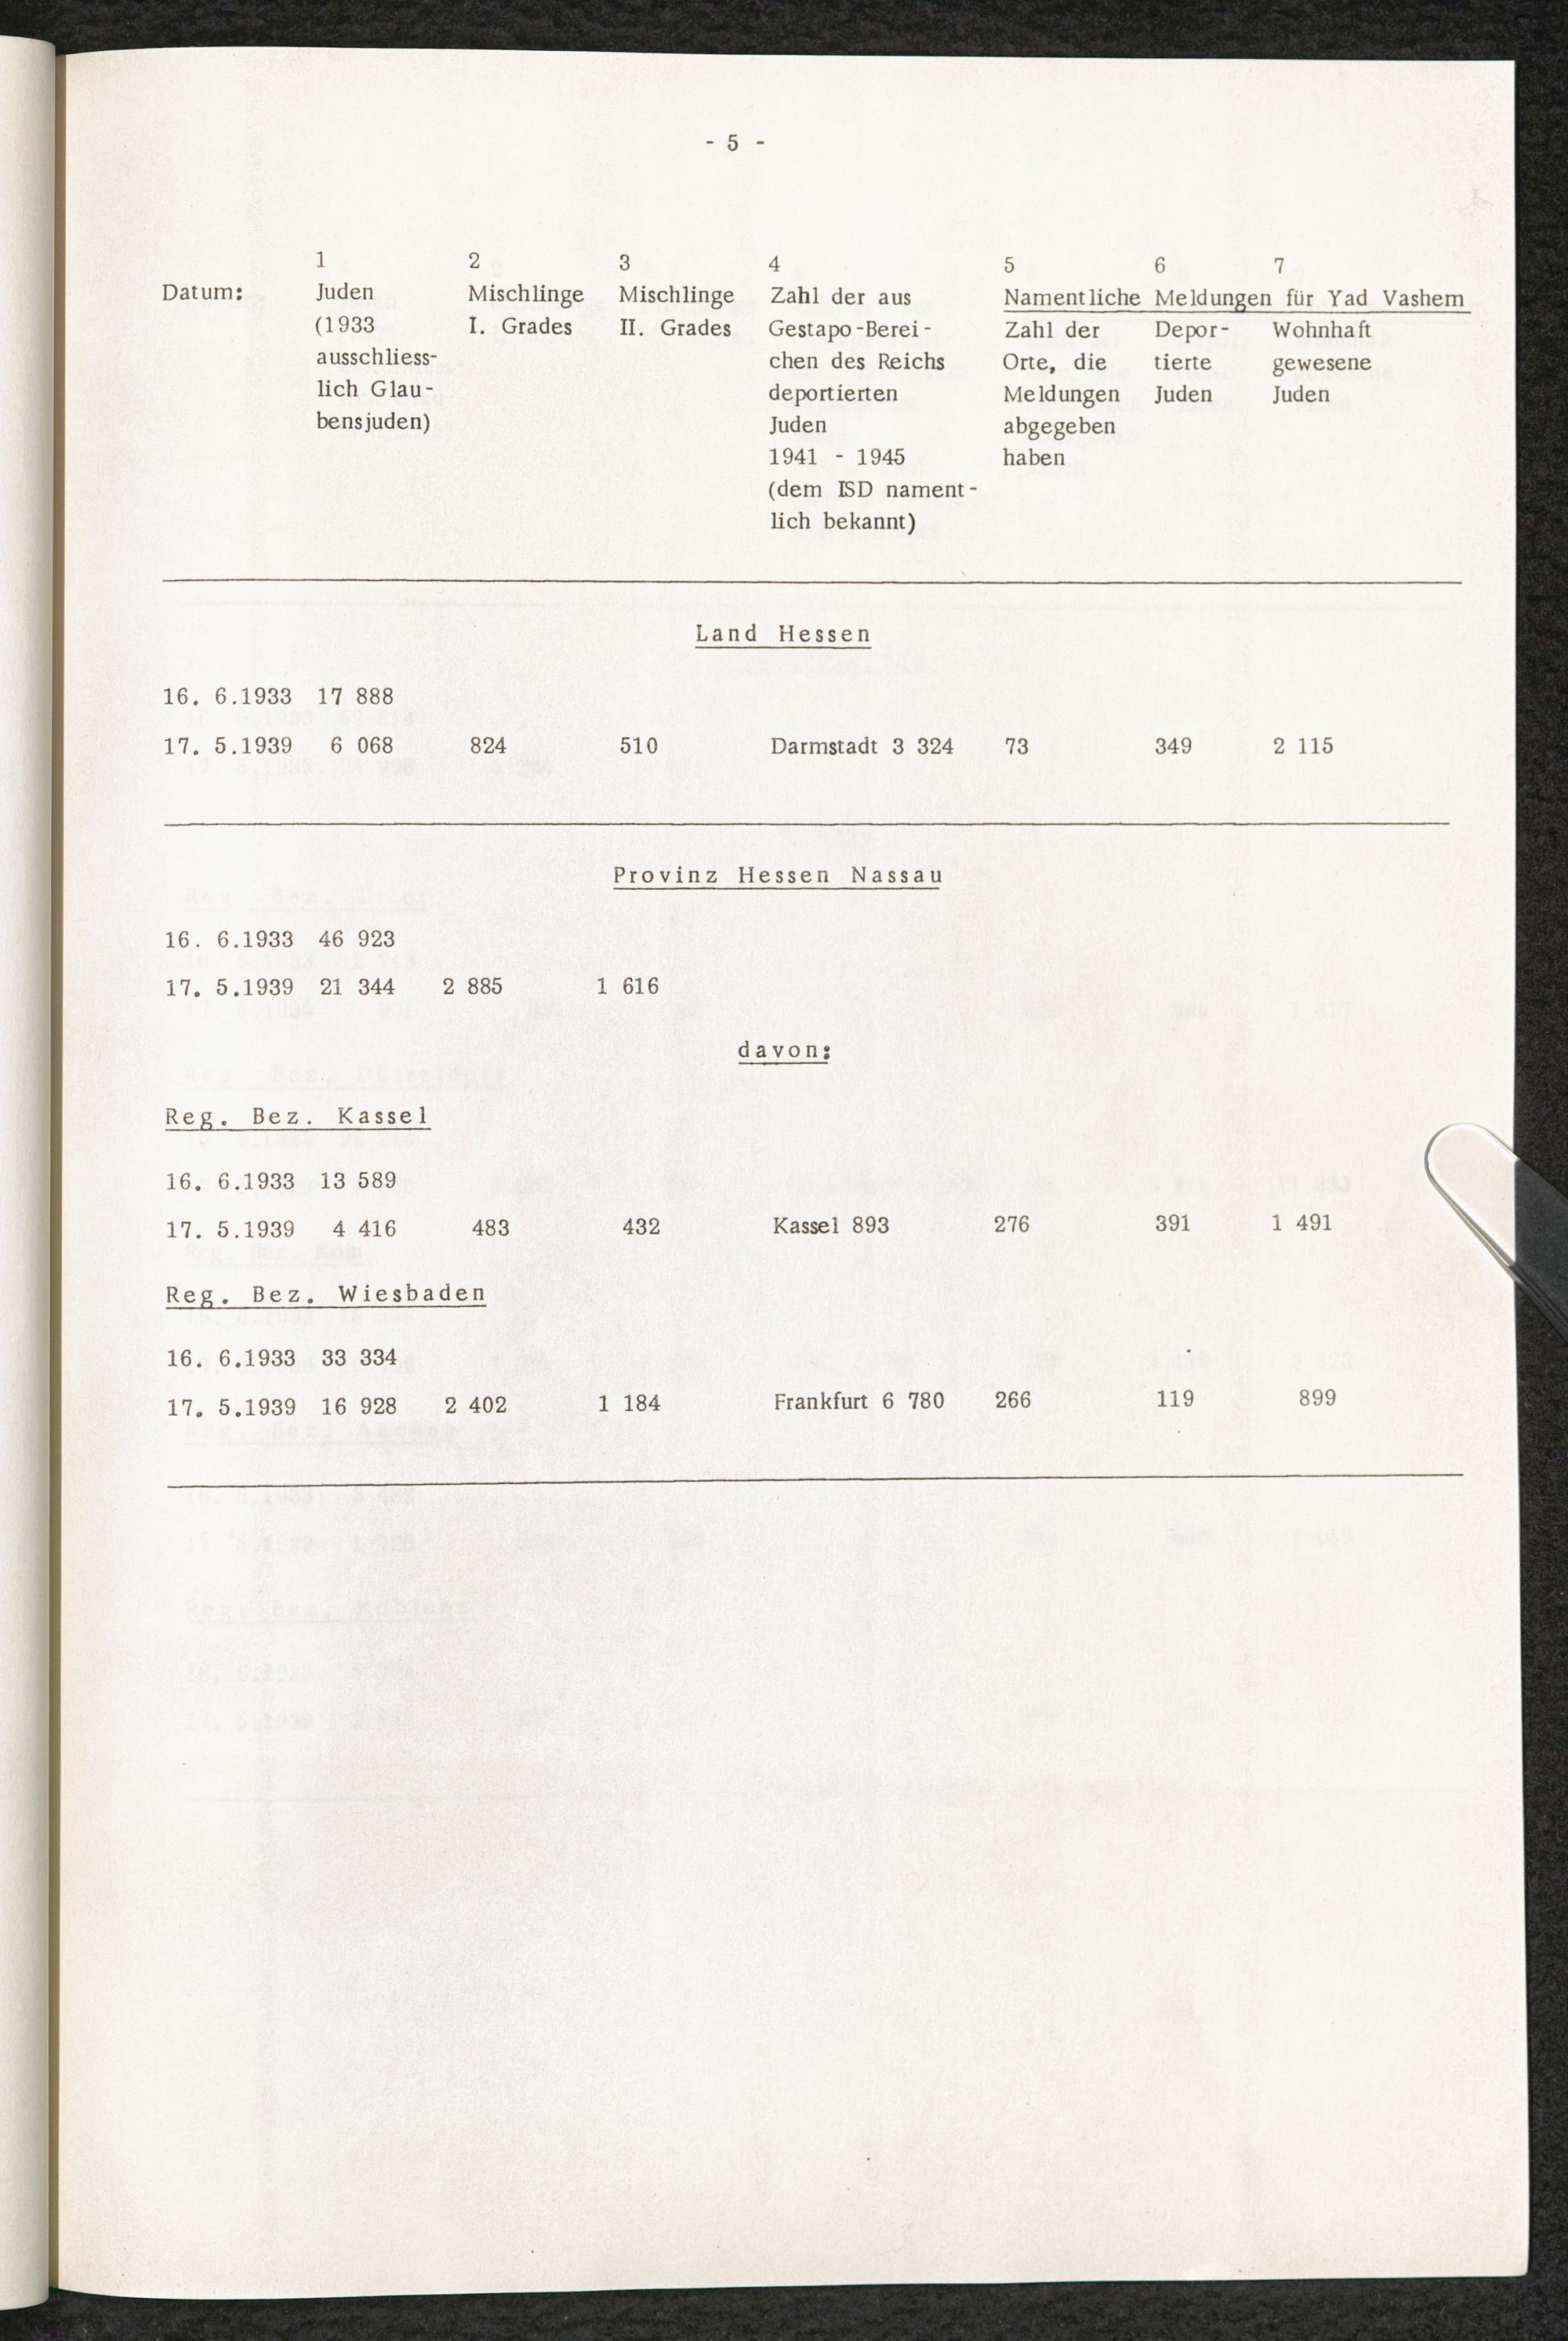 - 5 -
1 2 3 4 5 6 7
Datum: Juden Mischlinge Mischlinge Zahl der aus Namentliche Meldungen für Yad Vashem
(1933 I. Grades II. Grades Gestapo-Berei- Zahl der Depor- Wohnhaft
ausschliess- chen des Reichs Orte, die tierte gewesene
lich Glau- deportierten Meldungen Juden Juden
bensjuden) Juden abgegeben
1941 - 1945 haben
(dem ISD nament-
lich bekannt)
Land Hessen
16. 6.1933 17 888
17. 5.1939 6 068 824 510 Darmstadt 3 324 73 349 2 115
Provinz Hessen Nassau
16. 6.1933 46 923
17. 5.1939 21 344 2 885 1 616
davon:
Reg. Bez. Kassel
16. 6.1933 13 589
17. 5.1939 4 416 483 432 Kassel 893 276 391 1 491
Reg. Bez. Wiesbaden
16. 6.1933 33 334
17. 5.1939 16 928 2 402 1 184 Frankfurt 6 780 266 119 899